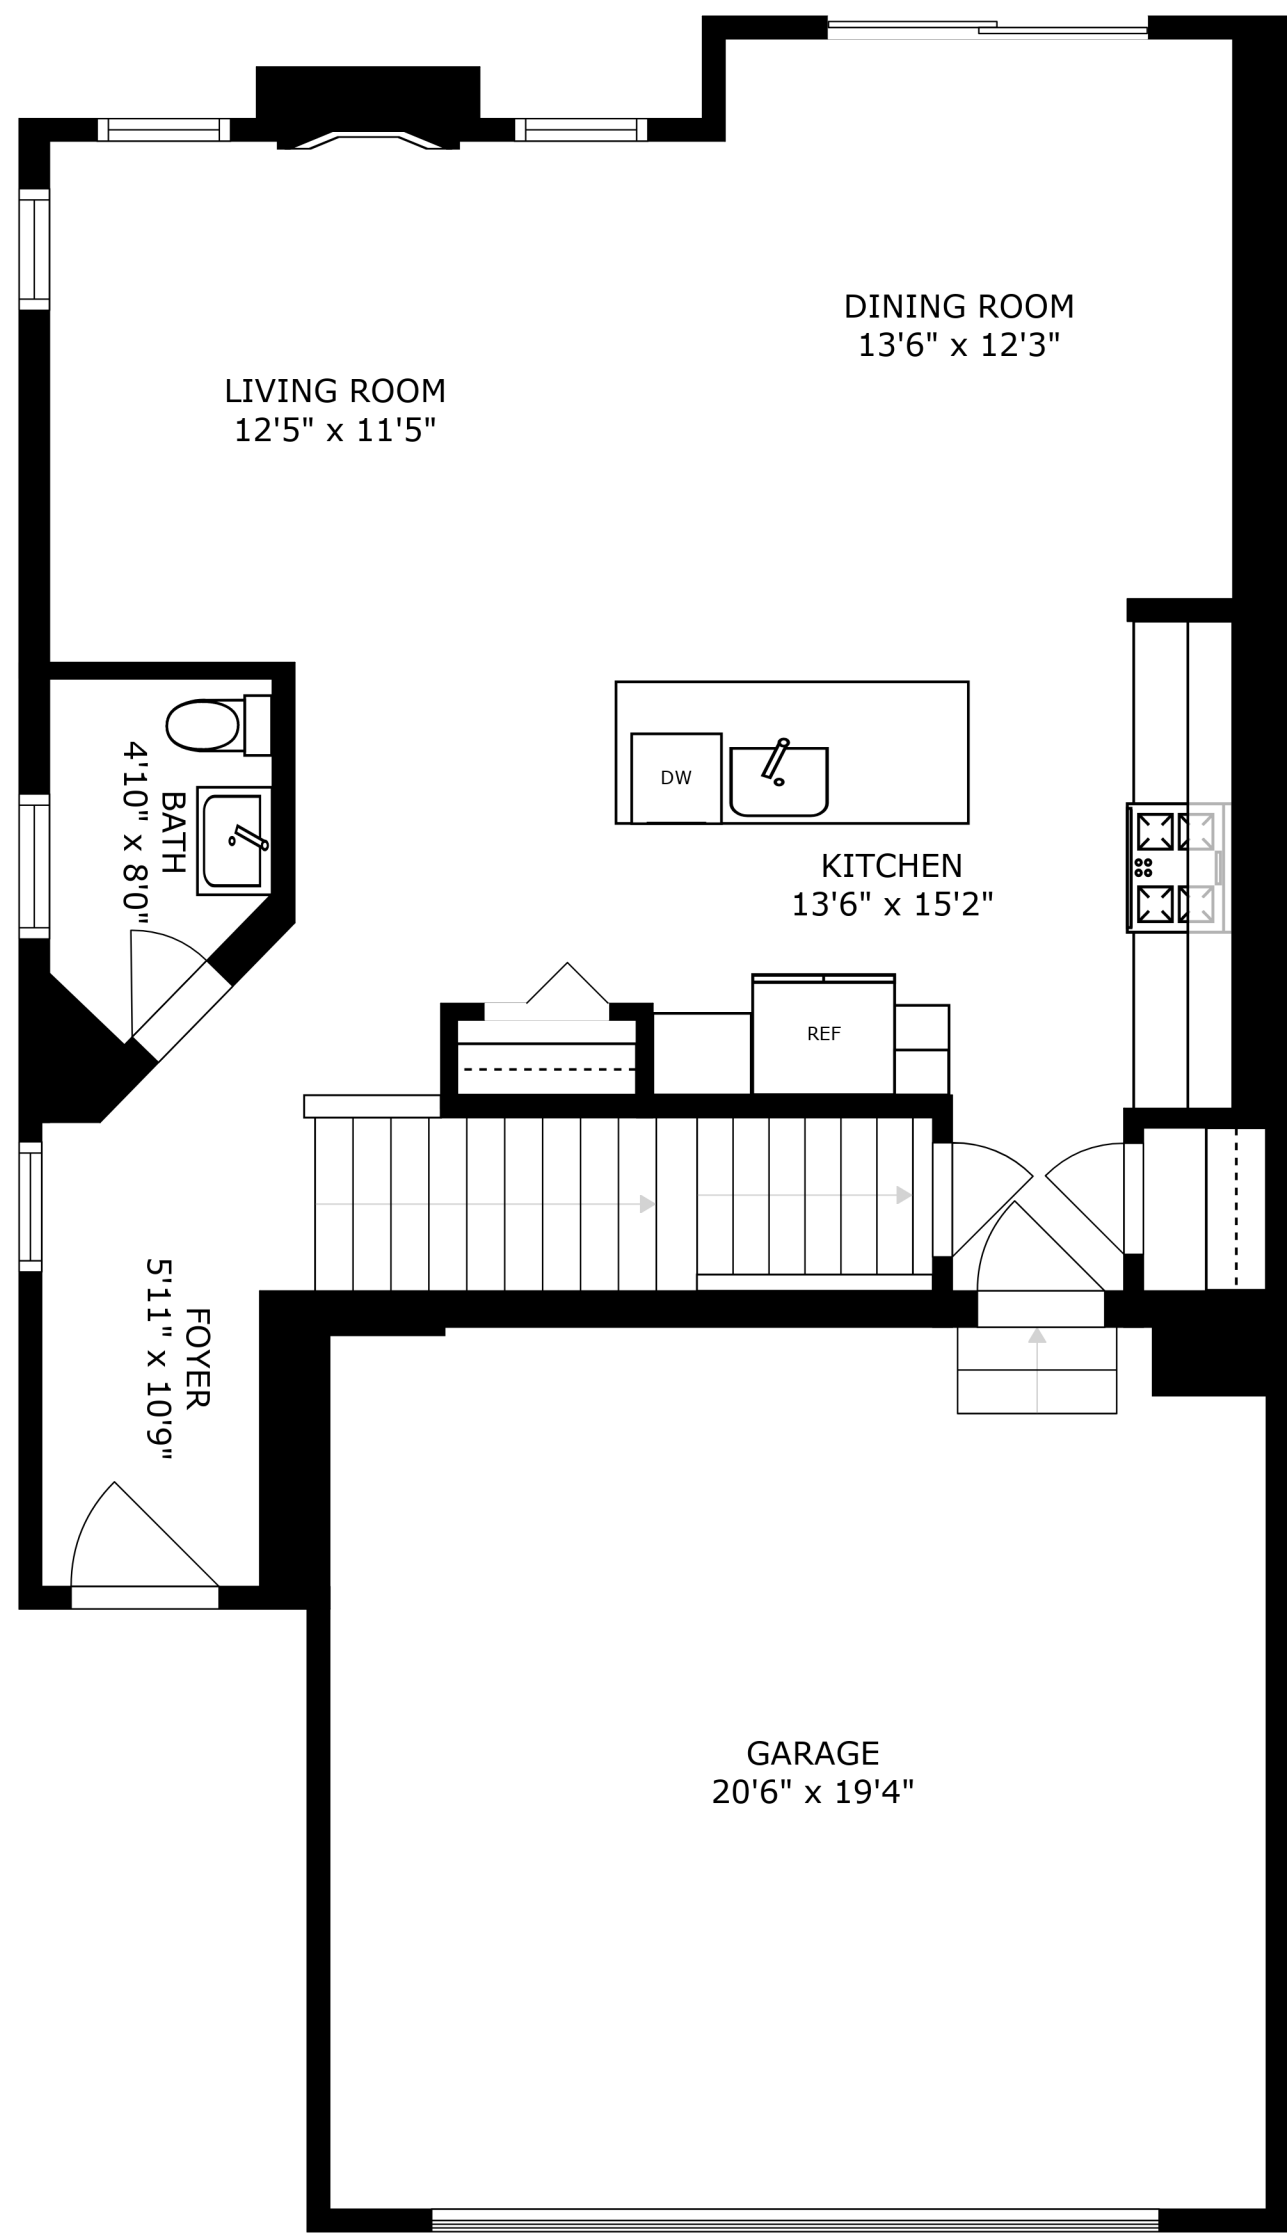 DINING ROOM
13'6" x 12'3"
LIVING ROOM
12'5" x 11'5"
BATH
4'10" x 8'0"
DW
KITCHEN
13'6" x 15'2"
REF
FOYER
5'11" x 10'9"
GARAGE
20'6" x 19'4"